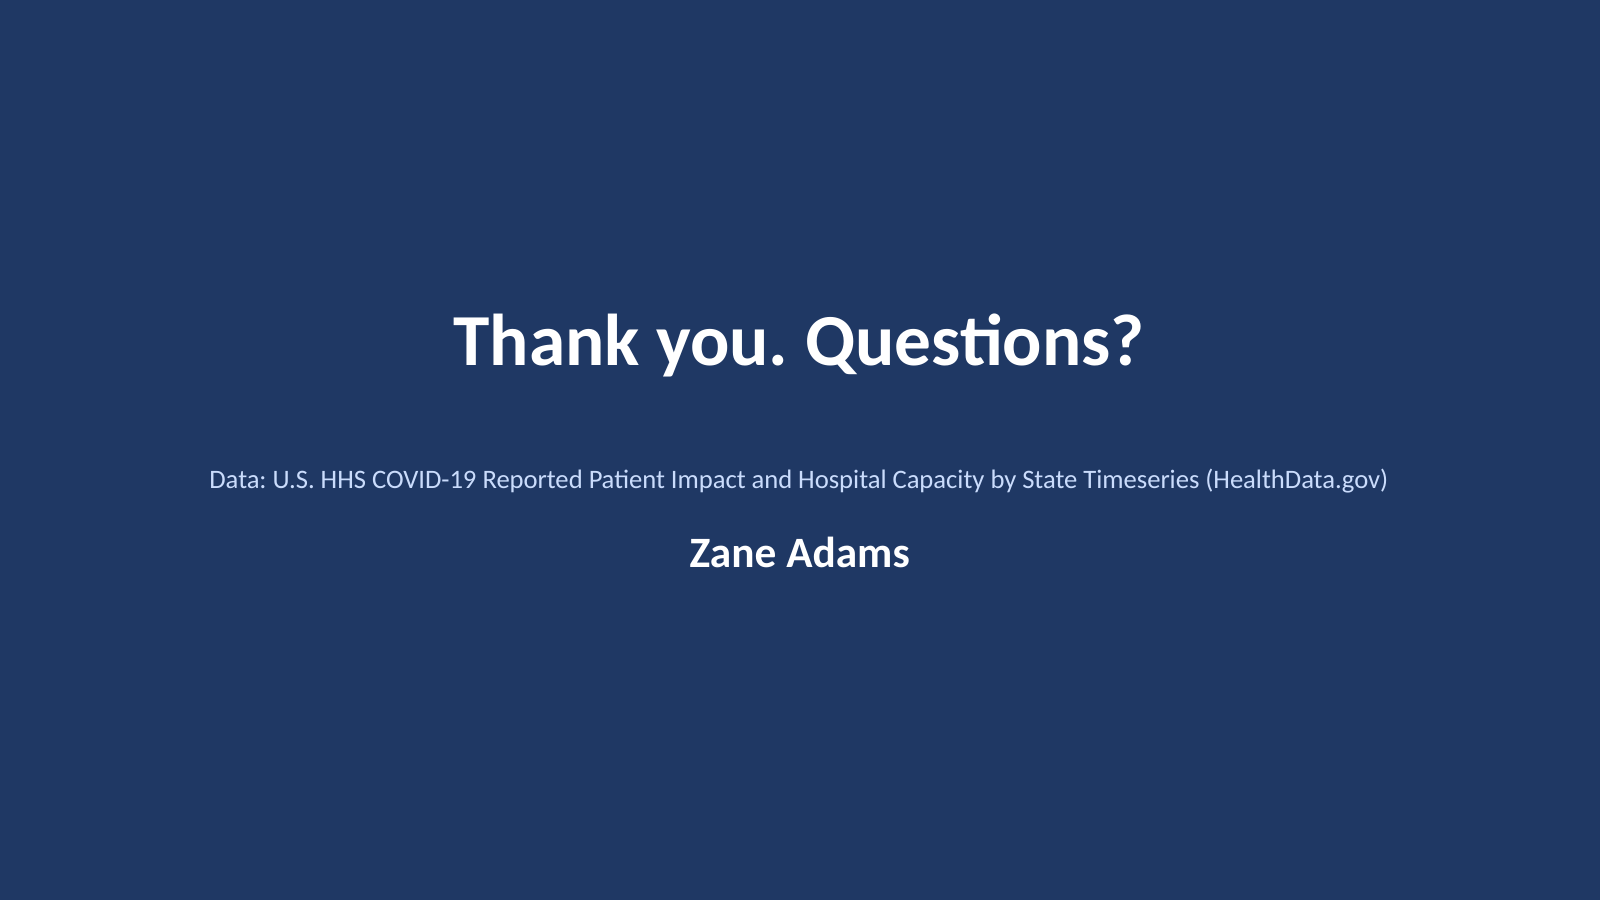 Thank you. Questions?
Data: U.S. HHS COVID-19 Reported Patient Impact and Hospital Capacity by State Timeseries (HealthData.gov)
Zane Adams